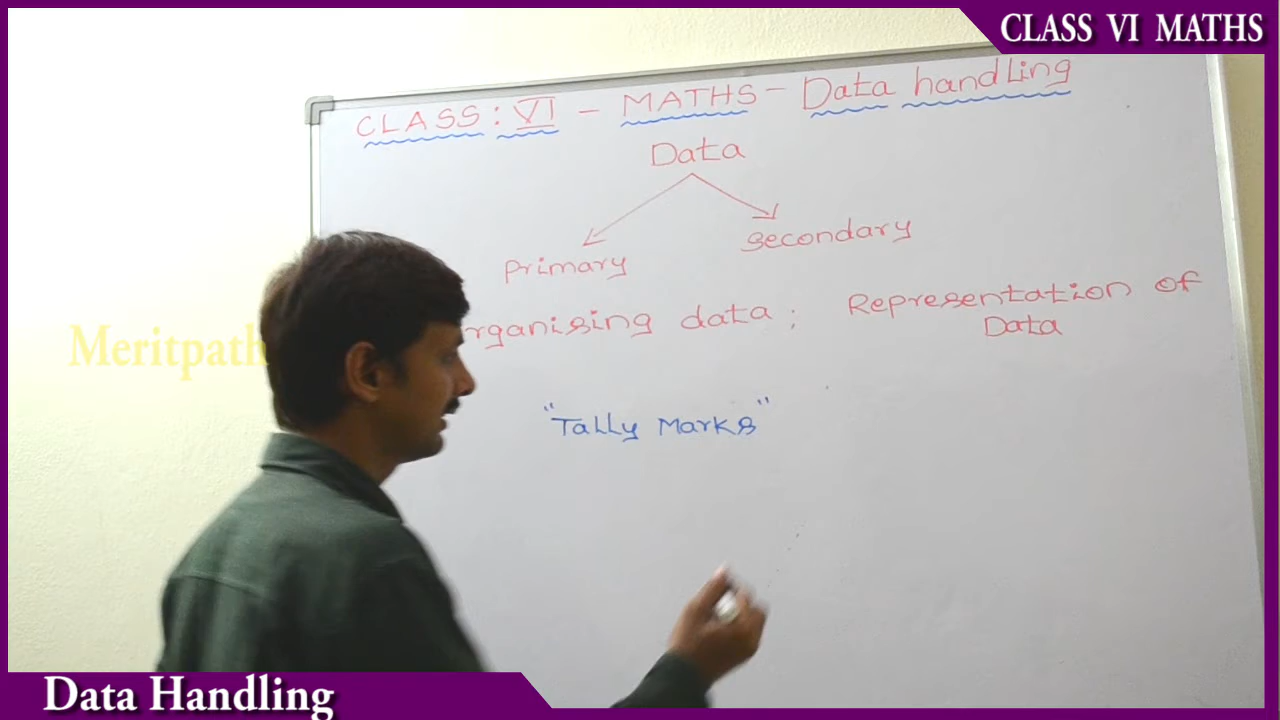 CLASS VI MATHS
CLASS: VI - MATHS - Data handling
Data
Primary Secondary
rganising data; Representation of
Data
Meritpath
"Tally Marks"
Data Handling